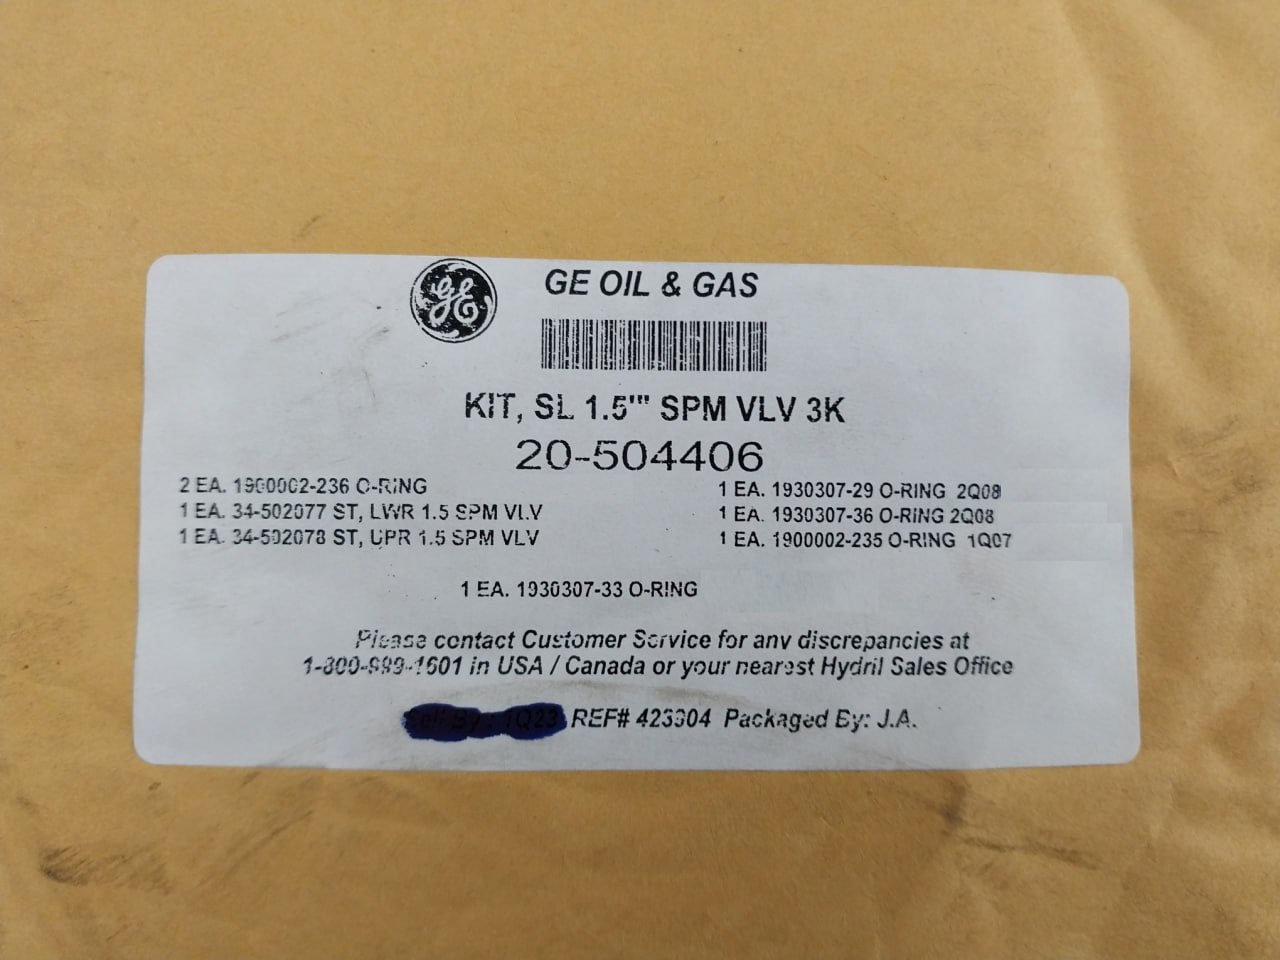 GE
GE OIL & GAS
KIT, SL 1.5'" SPM VLV 3K
20-504406
2 EA. 1900002-236 O-RING
1 EA. 34-502077 ST, LWR 1.5 SPM VLV
1 EA. 34-502078 ST, UPR 1.5 SPM VLV
1 EA. 1930307-29 O-RING 2Q08
1 EA. 1930307-36 O-RING 2Q08
1 EA. 1900002-235 O-RING 1Q07
1 EA. 1930307-33 O-RING
Please contact Customer Service for any discrepancies at
1-800-999-1601 in USA / Canada or your nearest Hydril Sales Office
By: 1Q23 REF# 423304 Packaged By: J.A.